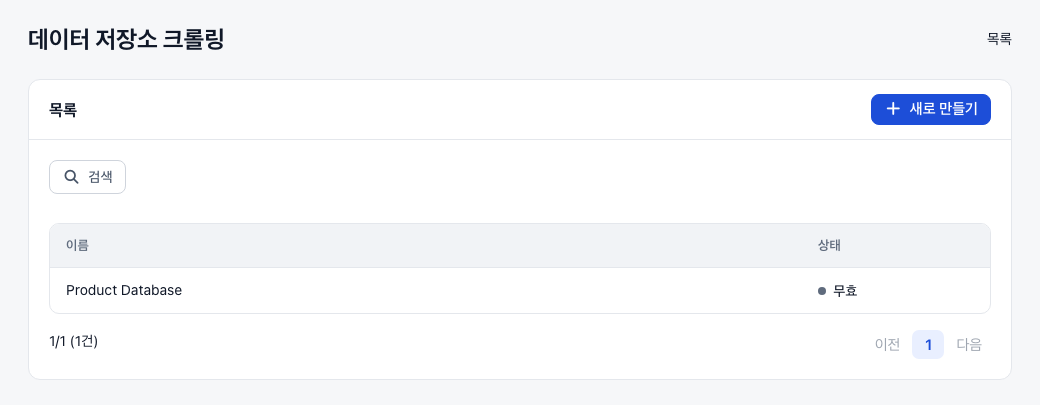 데이터 저장소 크롤링
목록
목록
새로 만들기
검색
이름 상태
Product Database 무효
1/1 (1건)
이전 1 다음